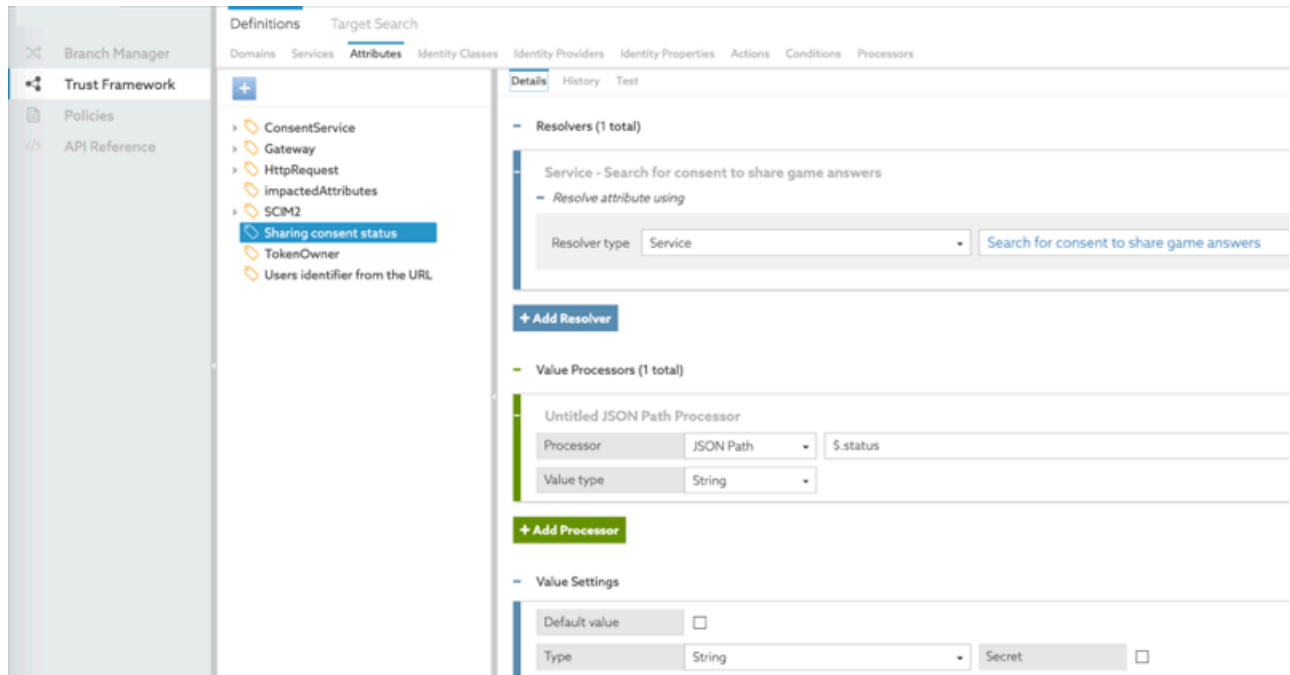 Definitions Target Search
Branch Manager
Trust Framework
Policies
API Reference
Domains Services Attributes Identity Classes Identity Providers Identity Properties Actions Conditions Processors
+
ConsentService
Gateway
HttpRequest
impactedAttributes
SCIM2
Sharing consent status
TokenOwner
Users identifier from the URL
Details History Test
Resolvers (1 total)
Service - Search for consent to share game answers
Resolve attribute using
Resolver type Service Search for consent to share game answers
+ Add Resolver
Value Processors (1 total)
Untitled JSON Path Processor
Processor JSON Path $.status
Value type String
+ Add Processor
Value Settings
Default value
Type String Secret